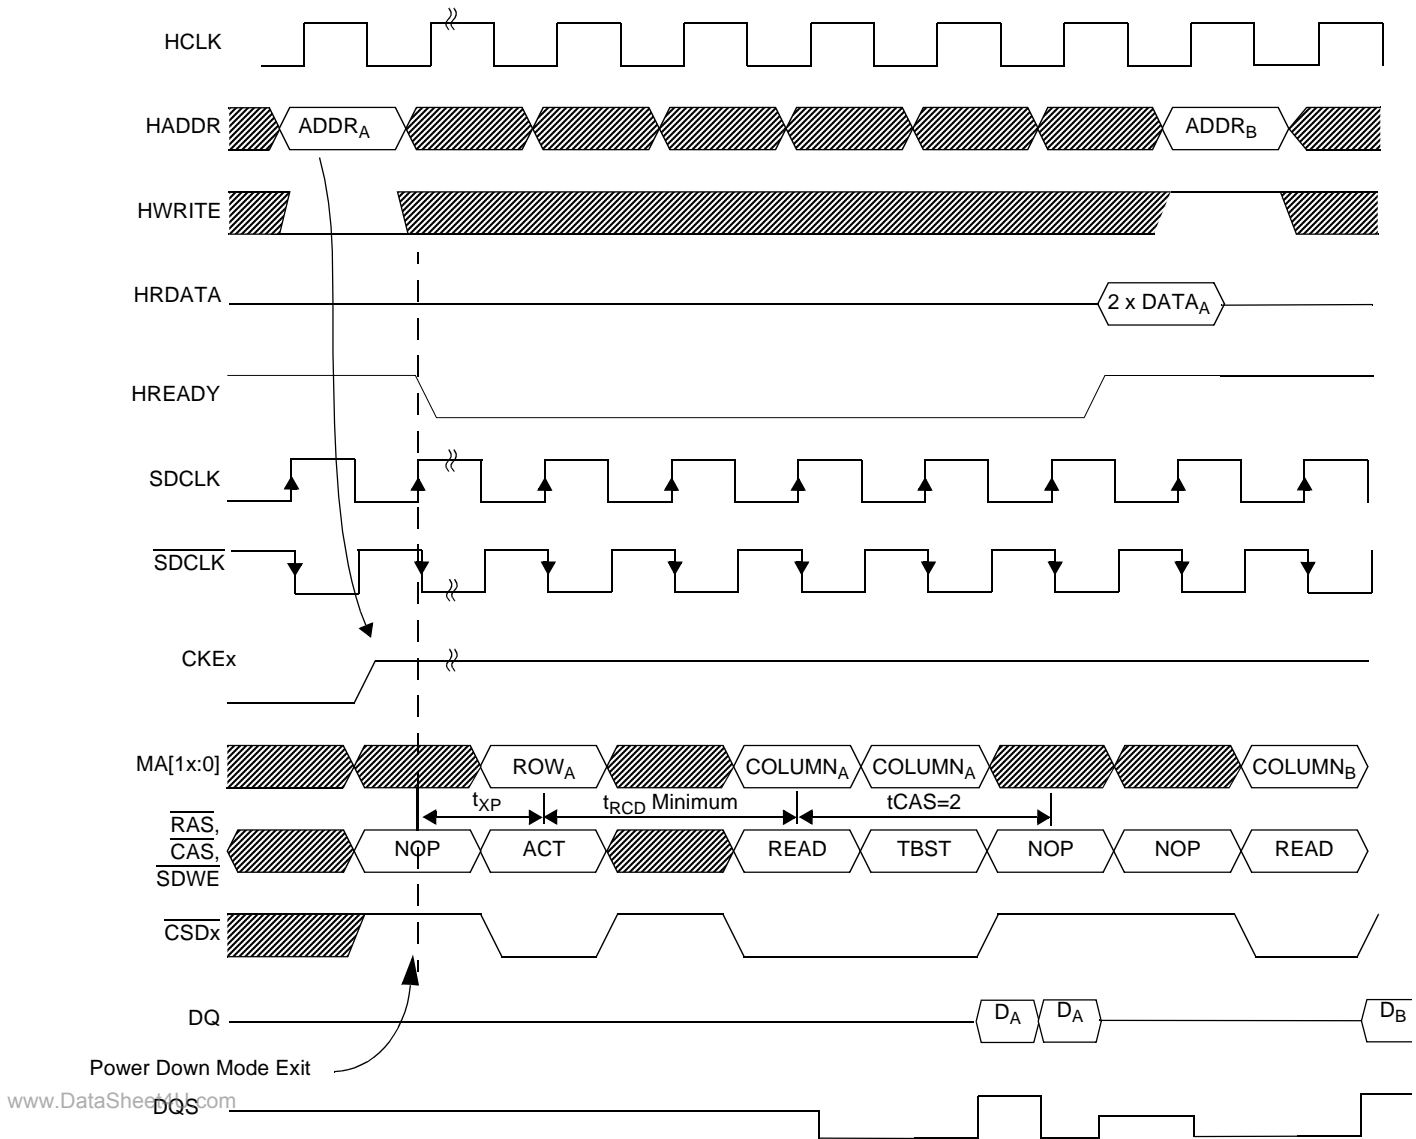 HCLK
HADDR ADDRA ADDRB
HWRITE
HRDATA 2 x DATAA
HREADY
SDCLK
SDCLK
CKEx
MA[1x:0] ROWA COLUMNA COLUMNA COLUMNB
tXP tRCD Minimum tCAS=2
RAS,
CAS,
SDWE
NOP ACT READ TBST NOP NOP READ
CSDx
DQ DA DA DB
Power Down Mode Exit
www.DataSheet4U.com
DQS